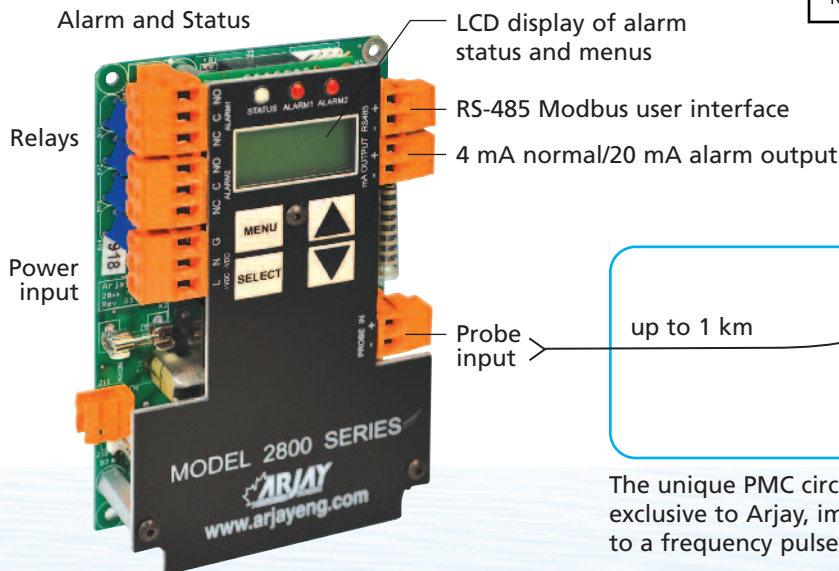 Alarm and Status
LCD display of alarm
status and menus
Relays
RS-485 Modbus user interface
4 mA normal/20 mA alarm output
Power
input
Probe
input
up to 1 km
The unique PMC circ
exclusive to Arjay, im
to a frequency pulse
STATUS ALARM1 ALARM2
NC C NO
ALARM1
NC C NO
ALARM2
L N G
+VDC -VDC
RS485
+
-
mA OUTPUT
+
-
PROBE IN
+
-
MENU
SELECT
918
MODEL 2800 SERIES
ARJAY
www.arjayeng.com